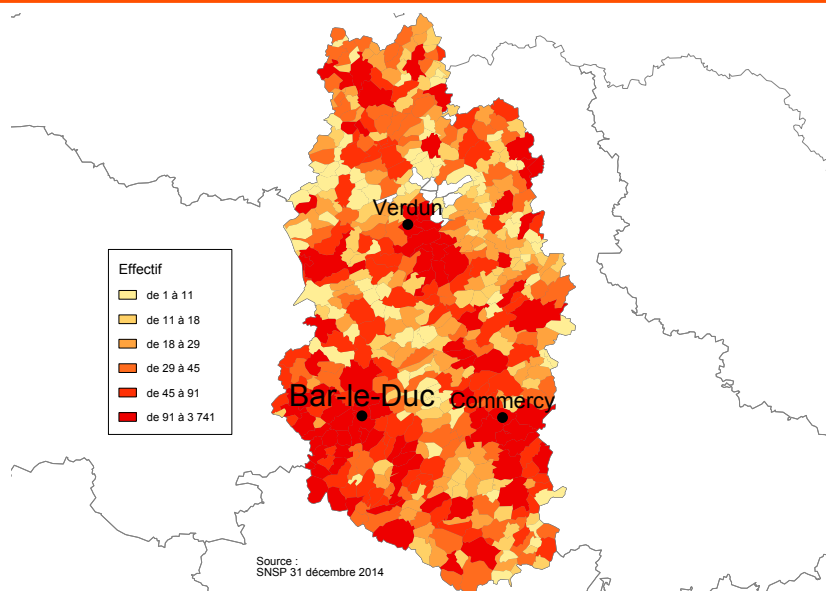 Verdun
Effectif
de 1 à 11
de 11 à 18
de 18 à 29
de 29 à 45
de 45 à 91
de 91 à 3 741
Bar-le-Duc
Commercy
Source :
SNSP 31 décembre 2014